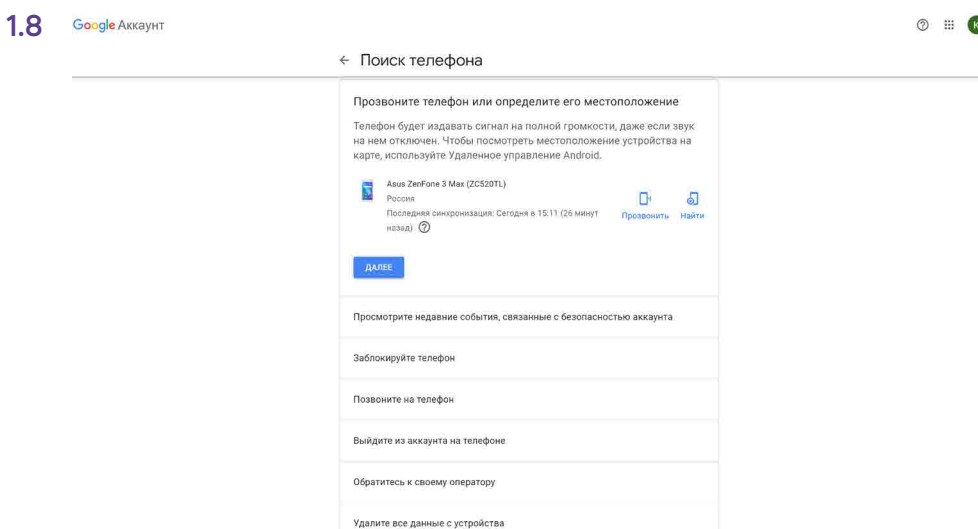 1.8
Google Аккаунт
K
← Поиск телефона
Прозвоните телефон или определите его местоположение
Телефон будет издавать сигнал на полной громкости, даже если звук
на нем отключен. Чтобы посмотреть местоположение устройства на
карте, используйте Удаленное управление Android.
Asus ZenFone 3 Max (ZC520TL)
Россия
Последняя синхронизация: Сегодня в 15:11 (26 минут
назад)
Прозвонить
Найти
ДАЛЕЕ
Просмотрите недавние события, связанные с безопасностью аккаунта
Заблокируйте телефон
Позвоните на телефон
Выйдите из аккаунта на телефоне
Обратитесь к своему оператору
Удалите все данные с устройства